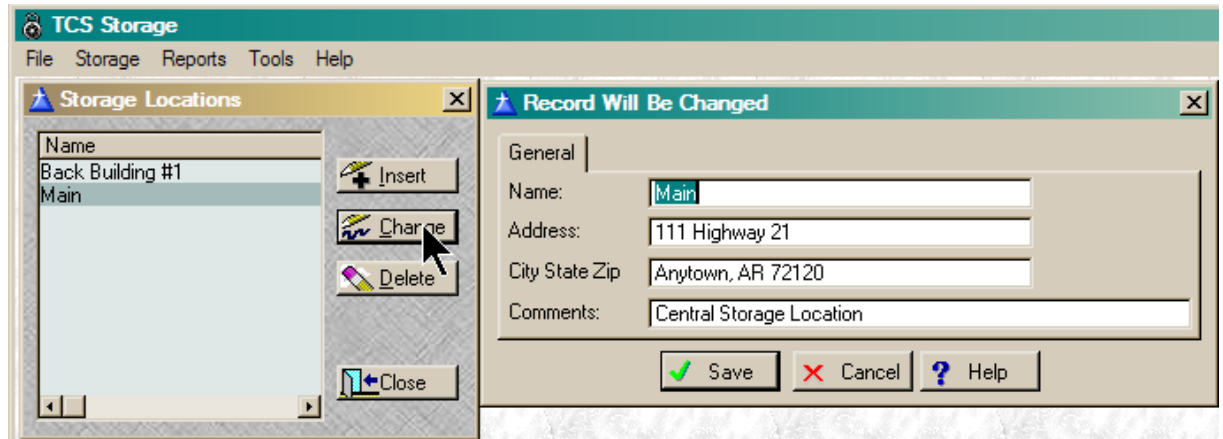 TCS Storage
File Storage Reports Tools Help
Storage Locations
Name
Back Building #1
Main
Insert
Change
Delete
Close
Record Will Be Changed
General
Name: Main
Address: 111 Highway 21
City State Zip Anytown, AR 72120
Comments: Central Storage Location
Save Cancel Help